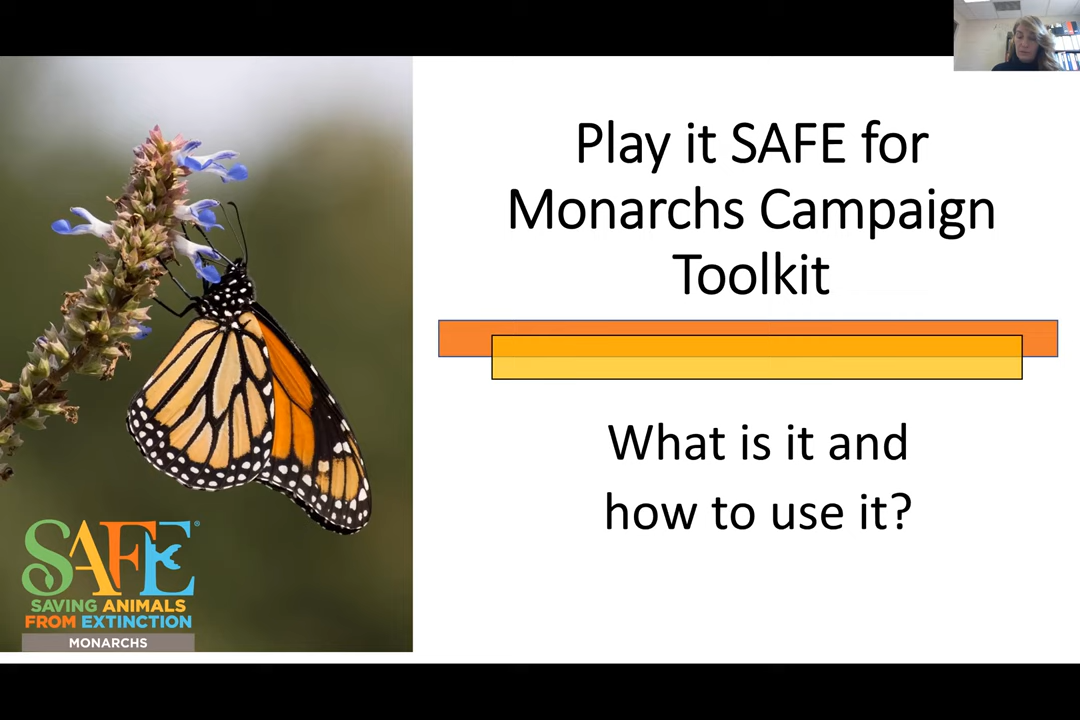 Play it SAFE for
Monarchs Campaign
Toolkit
What is it and
how to use it?
SAFE®
SAVING ANIMALS
FROM EXTINCTION
MONARCHS